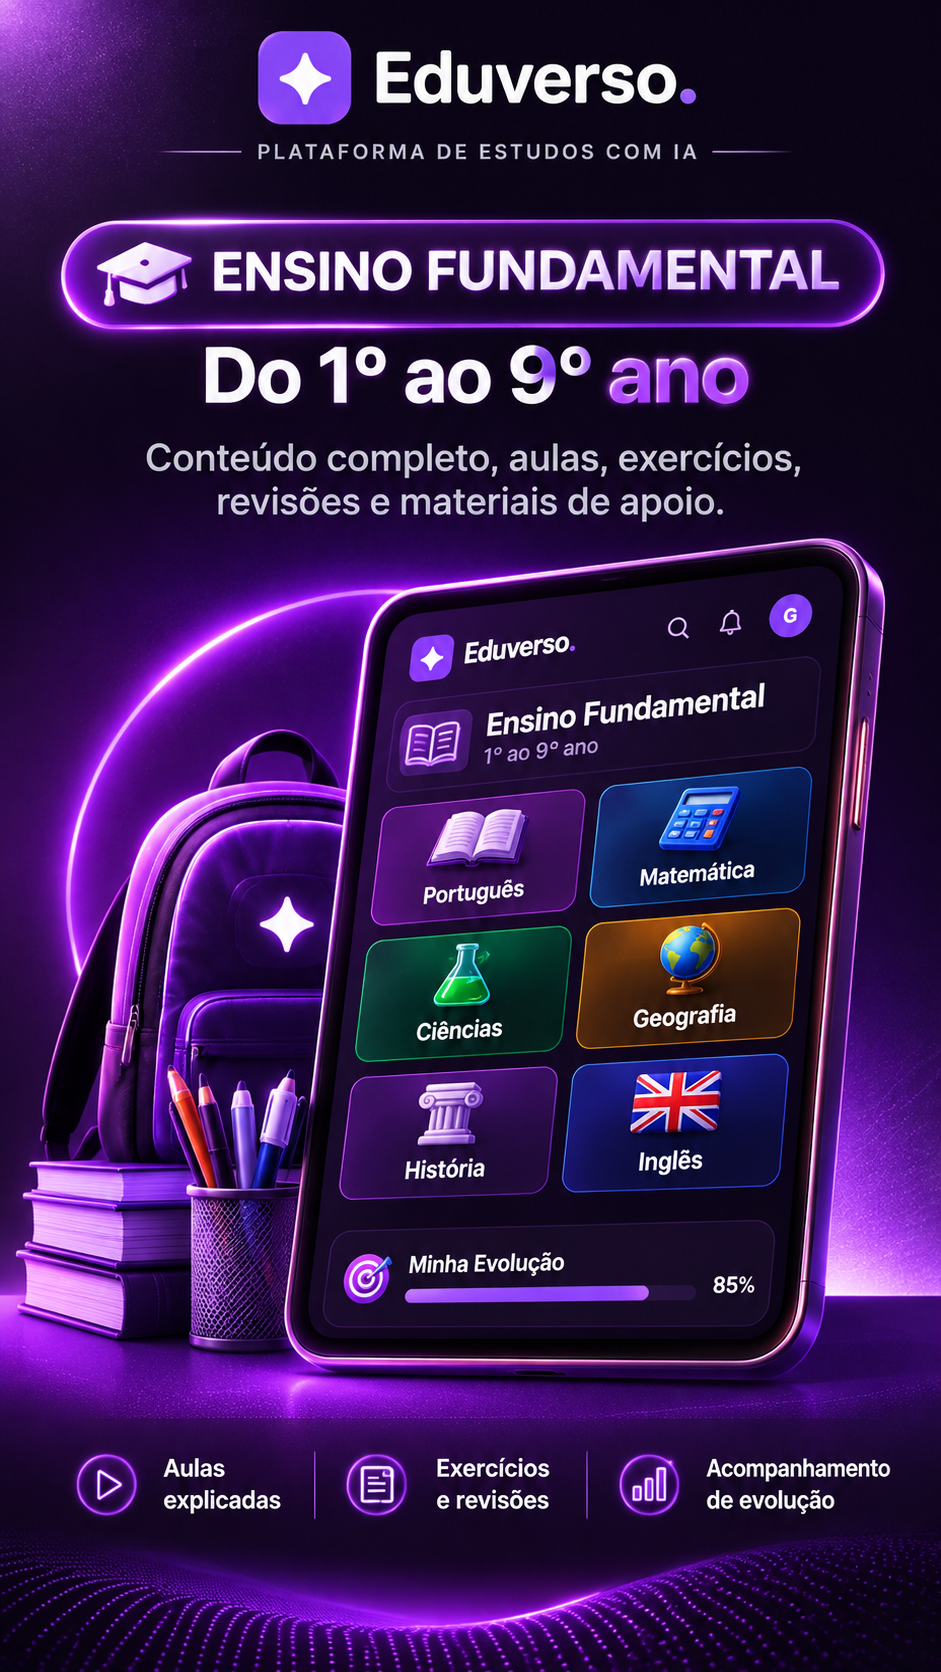 Eduverso.
PLATAFORMA DE ESTUDOS COM IA
ENSINO FUNDAMENTAL
Do 1º ao 9º ano
Conteúdo completo, aulas, exercícios,
revisões e materiais de apoio.
Eduverso.
G
Ensino Fundamental
1º ao 9º ano
Português
Matemática
Ciências
Geografia
História
Inglês
Minha Evolução
85%
Aulas
explicadas
Exercícios
e revisões
Acompanhamento
de evolução